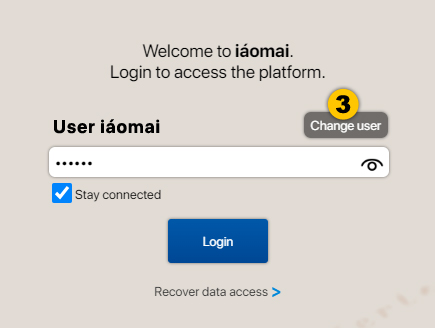 Welcome to iáomai.
Login to access the platform.
3
User iáomai
Change user
••••••
Stay connected
Login
Recover data access >